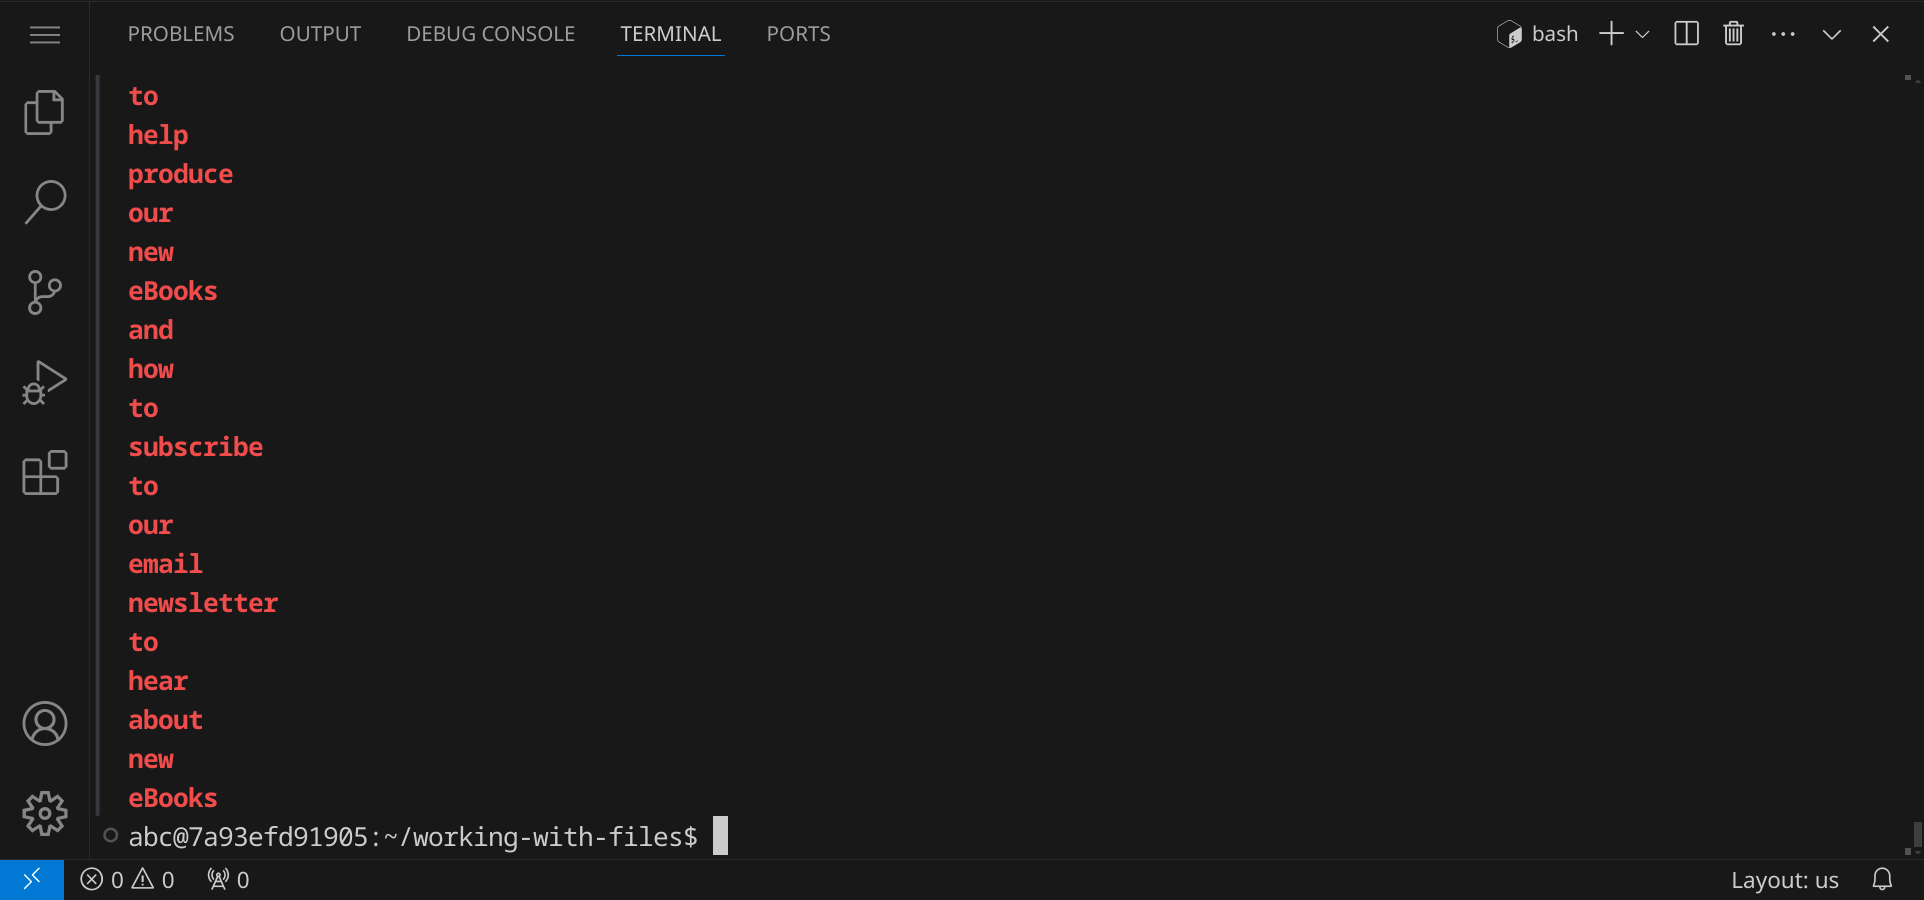 PROBLEMS OUTPUT DEBUG CONSOLE TERMINAL PORTS bash
to
help
produce
our
new
eBooks
and
how
to
subscribe
to
our
email
newsletter
to
hear
about
new
eBooks
abc@7a93efd91905:~/working-with-files$
0 0 0 Layout: us